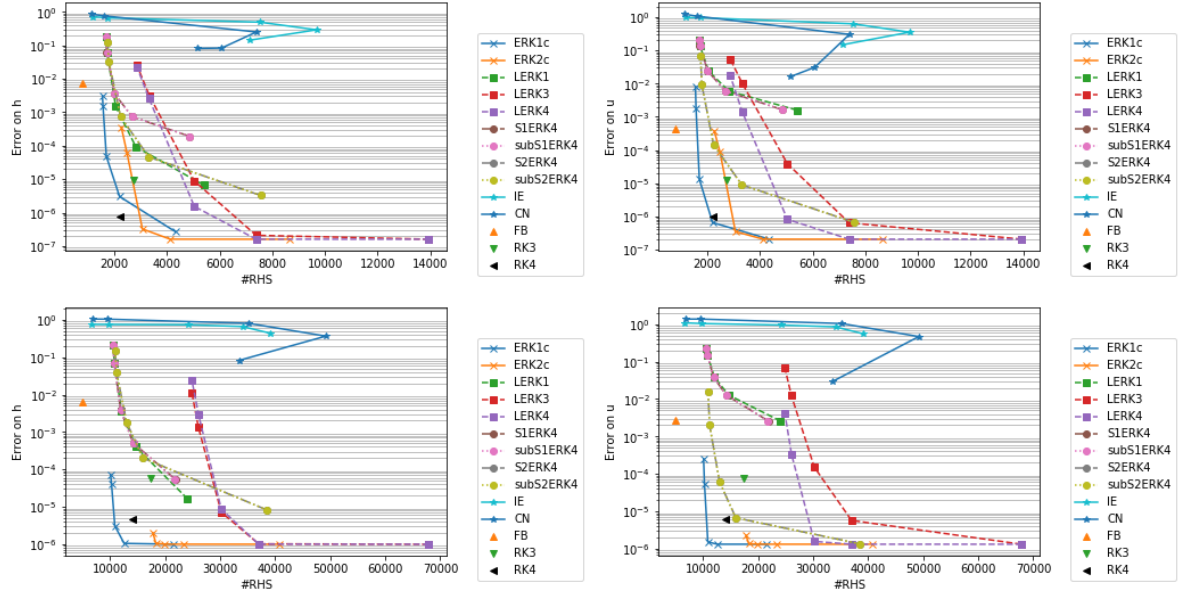 10⁰
10⁻¹
10⁻²
10⁻³
10⁻⁴
10⁻⁵
10⁻⁶
10⁻⁷
Error on h
2000 4000 6000 8000 10000 12000 14000
#RHS
ERK1c
ERK2c
LERK1
LERK3
LERK4
S1ERK4
subS1ERK4
S2ERK4
subS2ERK4
IE
CN
FB
RK3
RK4
10⁰
10⁻¹
10⁻²
10⁻³
10⁻⁴
10⁻⁵
10⁻⁶
10⁻⁷
Error on u
2000 4000 6000 8000 10000 12000 14000
#RHS
ERK1c
ERK2c
LERK1
LERK3
LERK4
S1ERK4
subS1ERK4
S2ERK4
subS2ERK4
IE
CN
FB
RK3
RK4
10⁰
10⁻¹
10⁻²
10⁻³
10⁻⁴
10⁻⁵
10⁻⁶
Error on h
10000 20000 30000 40000 50000 60000 70000
#RHS
ERK1c
ERK2c
LERK1
LERK3
LERK4
S1ERK4
subS1ERK4
S2ERK4
subS2ERK4
IE
CN
FB
RK3
RK4
10⁰
10⁻¹
10⁻²
10⁻³
10⁻⁴
10⁻⁵
10⁻⁶
Error on u
10000 20000 30000 40000 50000 60000 70000
#RHS
ERK1c
ERK2c
LERK1
LERK3
LERK4
S1ERK4
subS1ERK4
S2ERK4
subS2ERK4
IE
CN
FB
RK3
RK4